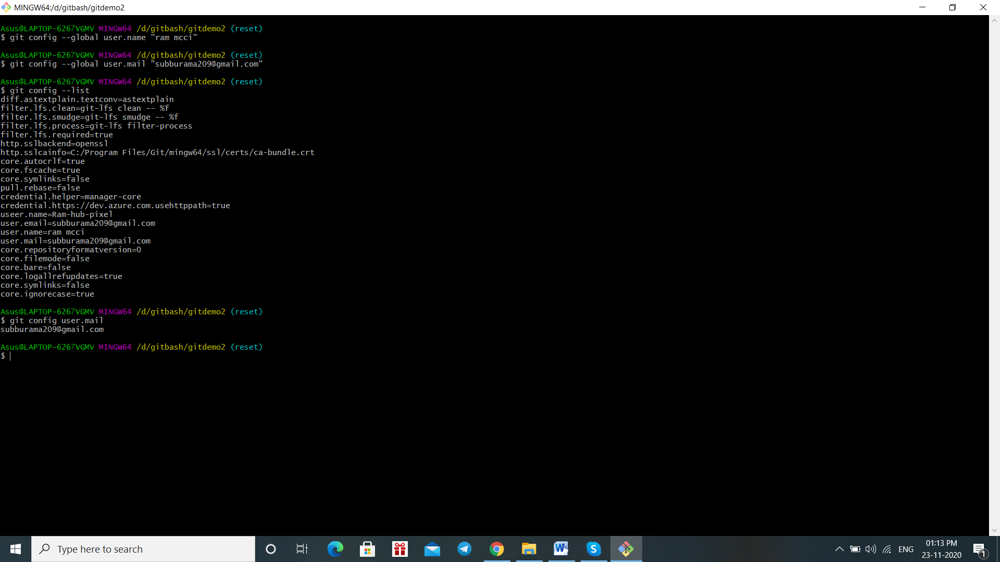 MINGW64:/d/gitbash/gitdemo2
Asus@LAPTOP-6267VGMV MINGW64 /d/gitbash/gitdemo2 (reset)
$ git config --global user.name "ram mcci"
Asus@LAPTOP-6267VGMV MINGW64 /d/gitbash/gitdemo2 (reset)
$ git config --global user.mail "subburama209@gmail.com"
Asus@LAPTOP-6267VGMV MINGW64 /d/gitbash/gitdemo2 (reset)
$ git config --list
diff.astextplain.textconv=astextplain
filter.lfs.clean=git-lfs clean -- %f
filter.lfs.smudge=git-lfs smudge -- %f
filter.lfs.process=git-lfs filter-process
filter.lfs.required=true
http.sslbackend=openssl
http.sslcainfo=C:/Program Files/Git/mingw64/ssl/certs/ca-bundle.crt
core.autocrlf=true
core.fscache=true
core.symlinks=false
pull.rebase=false
credential.helper=manager-core
credential.https://dev.azure.com.usehttppath=true
useer.name=Ram-hub-pixel
user.email=subburama209@gmail.com
user.name=ram mcci
user.mail=subburama209@gmail.com
core.repositoryformatversion=0
core.filemode=false
core.bare=false
core.logallrefupdates=true
core.symlinks=false
core.ignorecase=true
Asus@LAPTOP-6267VGMV MINGW64 /d/gitbash/gitdemo2 (reset)
$ git config user.mail
subburama209@gmail.com
Asus@LAPTOP-6267VGMV MINGW64 /d/gitbash/gitdemo2 (reset)
$
Type here to search
W
S
ENG
01:13 PM
23-11-2020
1